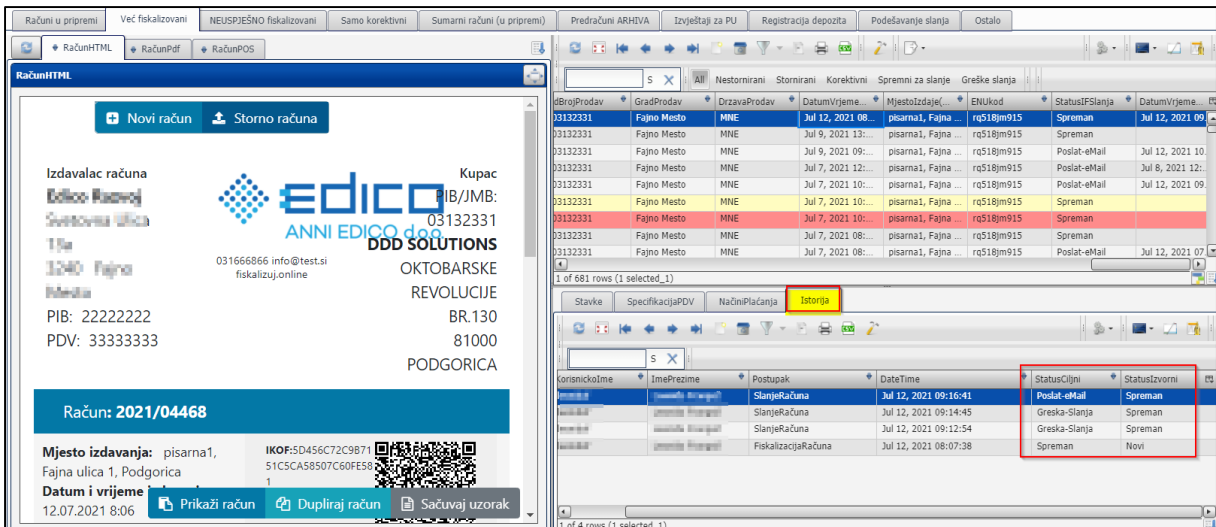 Računi u pripremi Već fiskalizovani NEUSPJEŠNO fiskalizovani Samo korektivni Sumarni računi (u pripremi) Predračuni ARHIVA Izvještaji za PU Registracija depozita Podešavanje slanja Ostalo
RačunHTML RačunPdf RačunPOS
RačunHTML
Novi račun Storno računa
Izdavalac računa
PIB: 22222222
PDV: 33333333
EDICO
ANNI EDICO d.o.o.
031666866 info@test.si
fiskalizuj.online
Kupac
PIB/JMB:
03132331
DDD SOLUTIONS
OKTOBARSKE
REVOLUCIJE
BR.130
81000
PODGORICA
Račun: 2021/04468
Mjesto izdavanja: pisarna1,
Fajna ulica 1, Podgorica
Datum i vrijeme
12.07.2021 8:06
IKOF:5D456C72C9B71
51C5CA58507C60FE58
1
Prikaži račun Dupliraj račun Sačuvaj uzorak
S All Nestornirani Stornirani Korektivni Spremni za slanje Greške slanja
dBrojProdav GradProdav DrzavaProdav DatumVrjeme... MjestoIzdaje(... ENUkod StatusIFSlanja DatumVrjeme...
03132331 Fajno Mesto MNE Jul 12, 2021 08... pisarna1, Fajna ... rq518jm915 Spreman Jul 12, 2021 09.
03132331 Fajno Mesto MNE Jul 9, 2021 13:... pisarna1, Fajna ... rq518jm915 Spreman
03132331 Fajno Mesto MNE Jul 9, 2021 09:... pisarna1, Fajna ... rq518jm915 Poslat-eMail Jul 12, 2021 10.
03132331 Fajno Mesto MNE Jul 7, 2021 12:... pisarna1, Fajna ... rq518jm915 Poslat-eMail Jul 8, 2021 12:.
03132331 Fajno Mesto MNE Jul 7, 2021 10:... pisarna1, Fajna ... rq518jm915 Poslat-eMail Jul 12, 2021 09.
03132331 Fajno Mesto MNE Jul 7, 2021 10:... pisarna1, Fajna ... rq518jm915 Spreman
03132331 Fajno Mesto MNE Jul 7, 2021 10:... pisarna1, Fajna ... rq518jm915 Spreman
03132331 Fajno Mesto MNE Jul 7, 2021 08:... pisarna1, Fajna ... rq518jm915 Spreman
03132331 Fajno Mesto MNE Jul 7, 2021 08:... pisarna1, Fajna ... rq518jm915 Poslat-eMail Jul 12, 2021 07
1 of 681 rows (1 selected_1)
Stavke SpecifikacijaPDV NačiniPlaćanja Istorija
S
KorisnickoIme ImePrezime Postupak DateTime StatusCiljni StatusIzvorni
SlanjeRačuna Jul 12, 2021 09:16:41 Poslat-eMail Spreman
SlanjeRačuna Jul 12, 2021 09:14:45 Greska-Slanja Spreman
SlanjeRačuna Jul 12, 2021 09:12:54 Greska-Slanja Spreman
FiskalizacijaRačuna Jul 12, 2021 08:07:38 Spreman Novi
1 of 4 rows (1 selected_1)